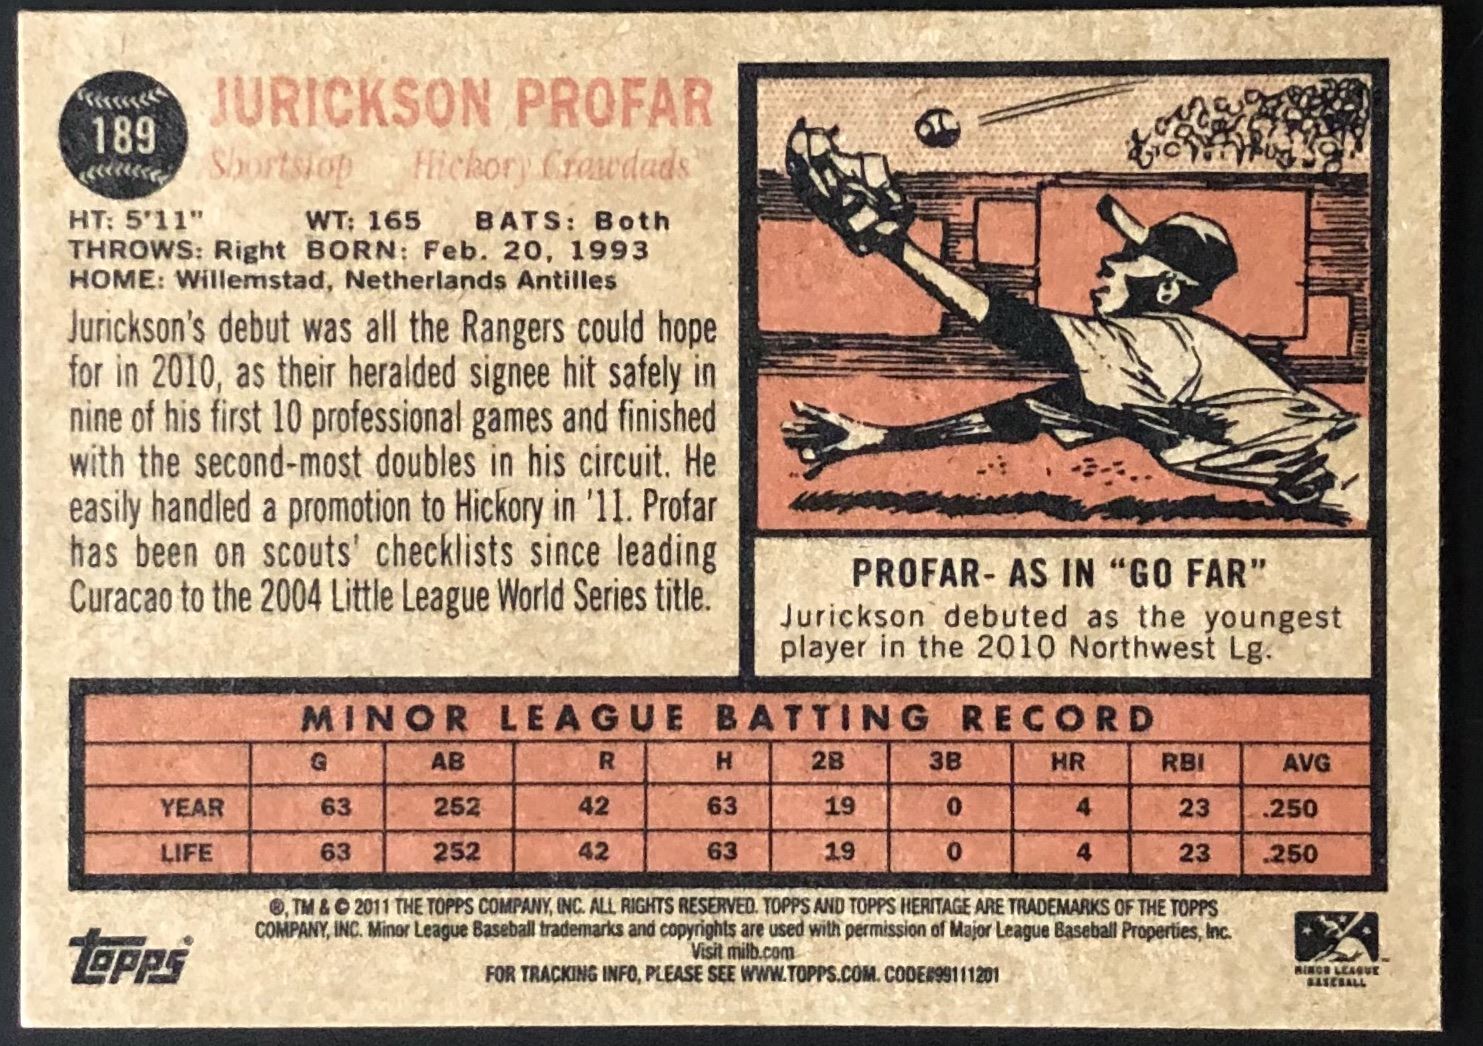 189
JURICKSON PROFAR
Shortstop Hickory Crawdads™
HT: 5'11" WT: 165 BATS: Both
THROWS: Right BORN: Feb. 20, 1993
HOME: Willemstad, Netherlands Antilles
Jurickson's debut was all the Rangers could hope
for in 2010, as their heralded signee hit safely in
nine of his first 10 professional games and finished
with the second-most doubles in his circuit. He
easily handled a promotion to Hickory in '11. Profar
has been on scouts' checklists since leading
Curacao to the 2004 Little League World Series title.
PROFAR- AS IN "GO FAR"
Jurickson debuted as the youngest
player in the 2010 Northwest Lg.
MINOR LEAGUE BATTING RECORD
G AB R H 2B 3B HR RBI AVG
YEAR 63 252 42 63 19 0 4 23 .250
LIFE 63 252 42 63 19 0 4 23 .250
®, TM & © 2011 THE TOPPS COMPANY, INC. ALL RIGHTS RESERVED. TOPPS AND TOPPS HERITAGE ARE TRADEMARKS OF THE TOPPS
COMPANY, INC. Minor League Baseball trademarks and copyrights are used with permission of Major League Baseball Properties, Inc.
Visit milb.com
FOR TRACKING INFO, PLEASE SEE WWW.TOPPS.COM. CODE#99111201
Topps®
MINOR LEAGUE
BASEBALL™